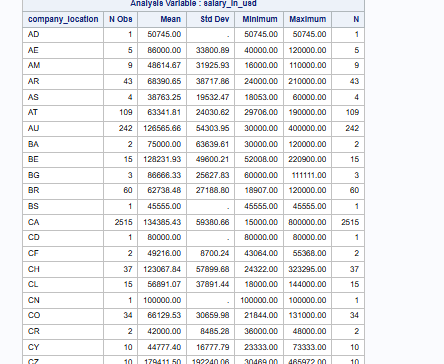 Analysis Variable : salary_in_usd
company_location N Obs Mean Std Dev Minimum Maximum N
AD 1 50745.00 . 50745.00 50745.00 1
AE 5 86000.00 33800.89 40000.00 120000.00 5
AM 9 48614.67 31925.93 16000.00 110000.00 9
AR 43 68390.65 38717.86 24000.00 210000.00 43
AS 4 38763.25 19532.47 18053.00 60000.00 4
AT 109 63341.81 24030.62 29706.00 190000.00 109
AU 242 126565.66 54303.95 30000.00 400000.00 242
BA 2 75000.00 63639.61 30000.00 120000.00 2
BE 15 128231.93 49600.21 52008.00 220900.00 15
BG 3 86666.33 25627.83 60000.00 111111.00 3
BR 60 62738.48 27188.80 18907.00 120000.00 60
BS 1 45555.00 . 45555.00 45555.00 1
CA 2515 134385.43 59380.66 15000.00 800000.00 2515
CD 1 80000.00 . 80000.00 80000.00 1
CF 2 49216.00 8700.24 43064.00 55368.00 2
CH 37 123067.84 57899.68 24322.00 323295.00 37
CL 15 56891.07 37891.44 18000.00 144000.00 15
CN 1 100000.00 . 100000.00 100000.00 1
CO 34 66129.53 30659.98 21844.00 131000.00 34
CR 2 42000.00 8485.28 36000.00 48000.00 2
CY 10 44777.40 16777.79 23333.00 73333.00 10
CZ 10 179411.50 192240.06 30469.00 465972.00 10